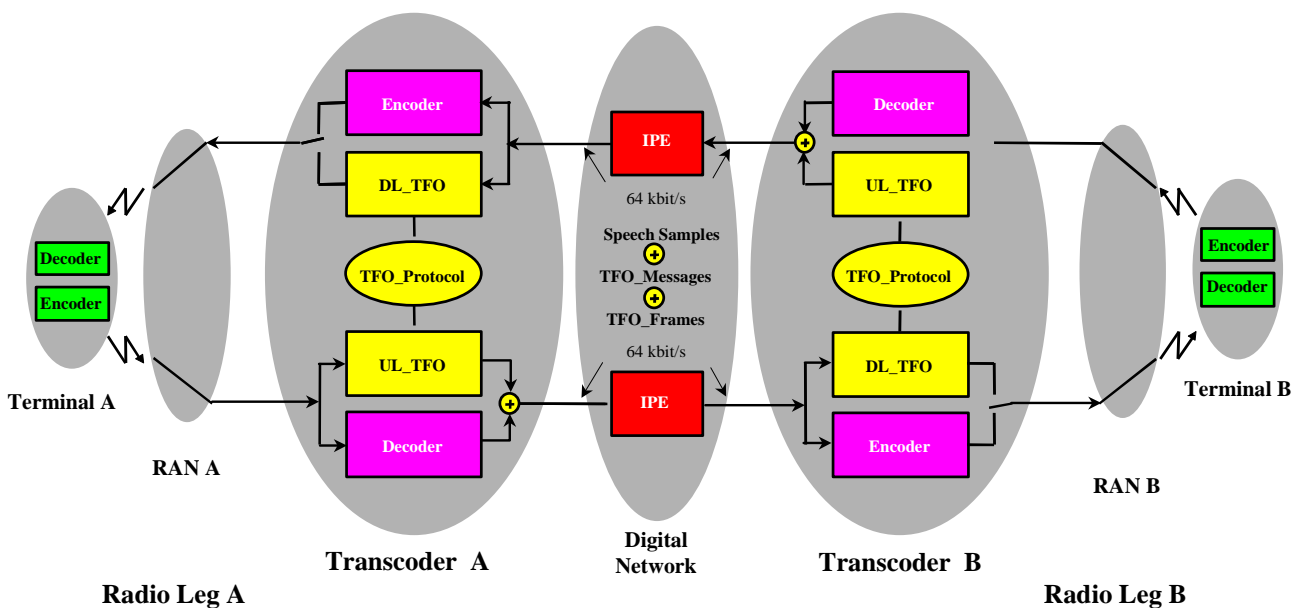 Encoder
DL_TFO
TFO_Protocol
UL_TFO
Decoder
Decoder
Encoder
Terminal A
RAN A
Transcoder A
Radio Leg A
IPE
64 kbit/s
Speech Samples
+
TFO_Messages
+
TFO_Frames
64 kbit/s
IPE
Digital
Network
+
+
Decoder
UL_TFO
TFO_Protocol
DL_TFO
Encoder
Encoder
Decoder
Terminal B
RAN B
Transcoder B
Radio Leg B